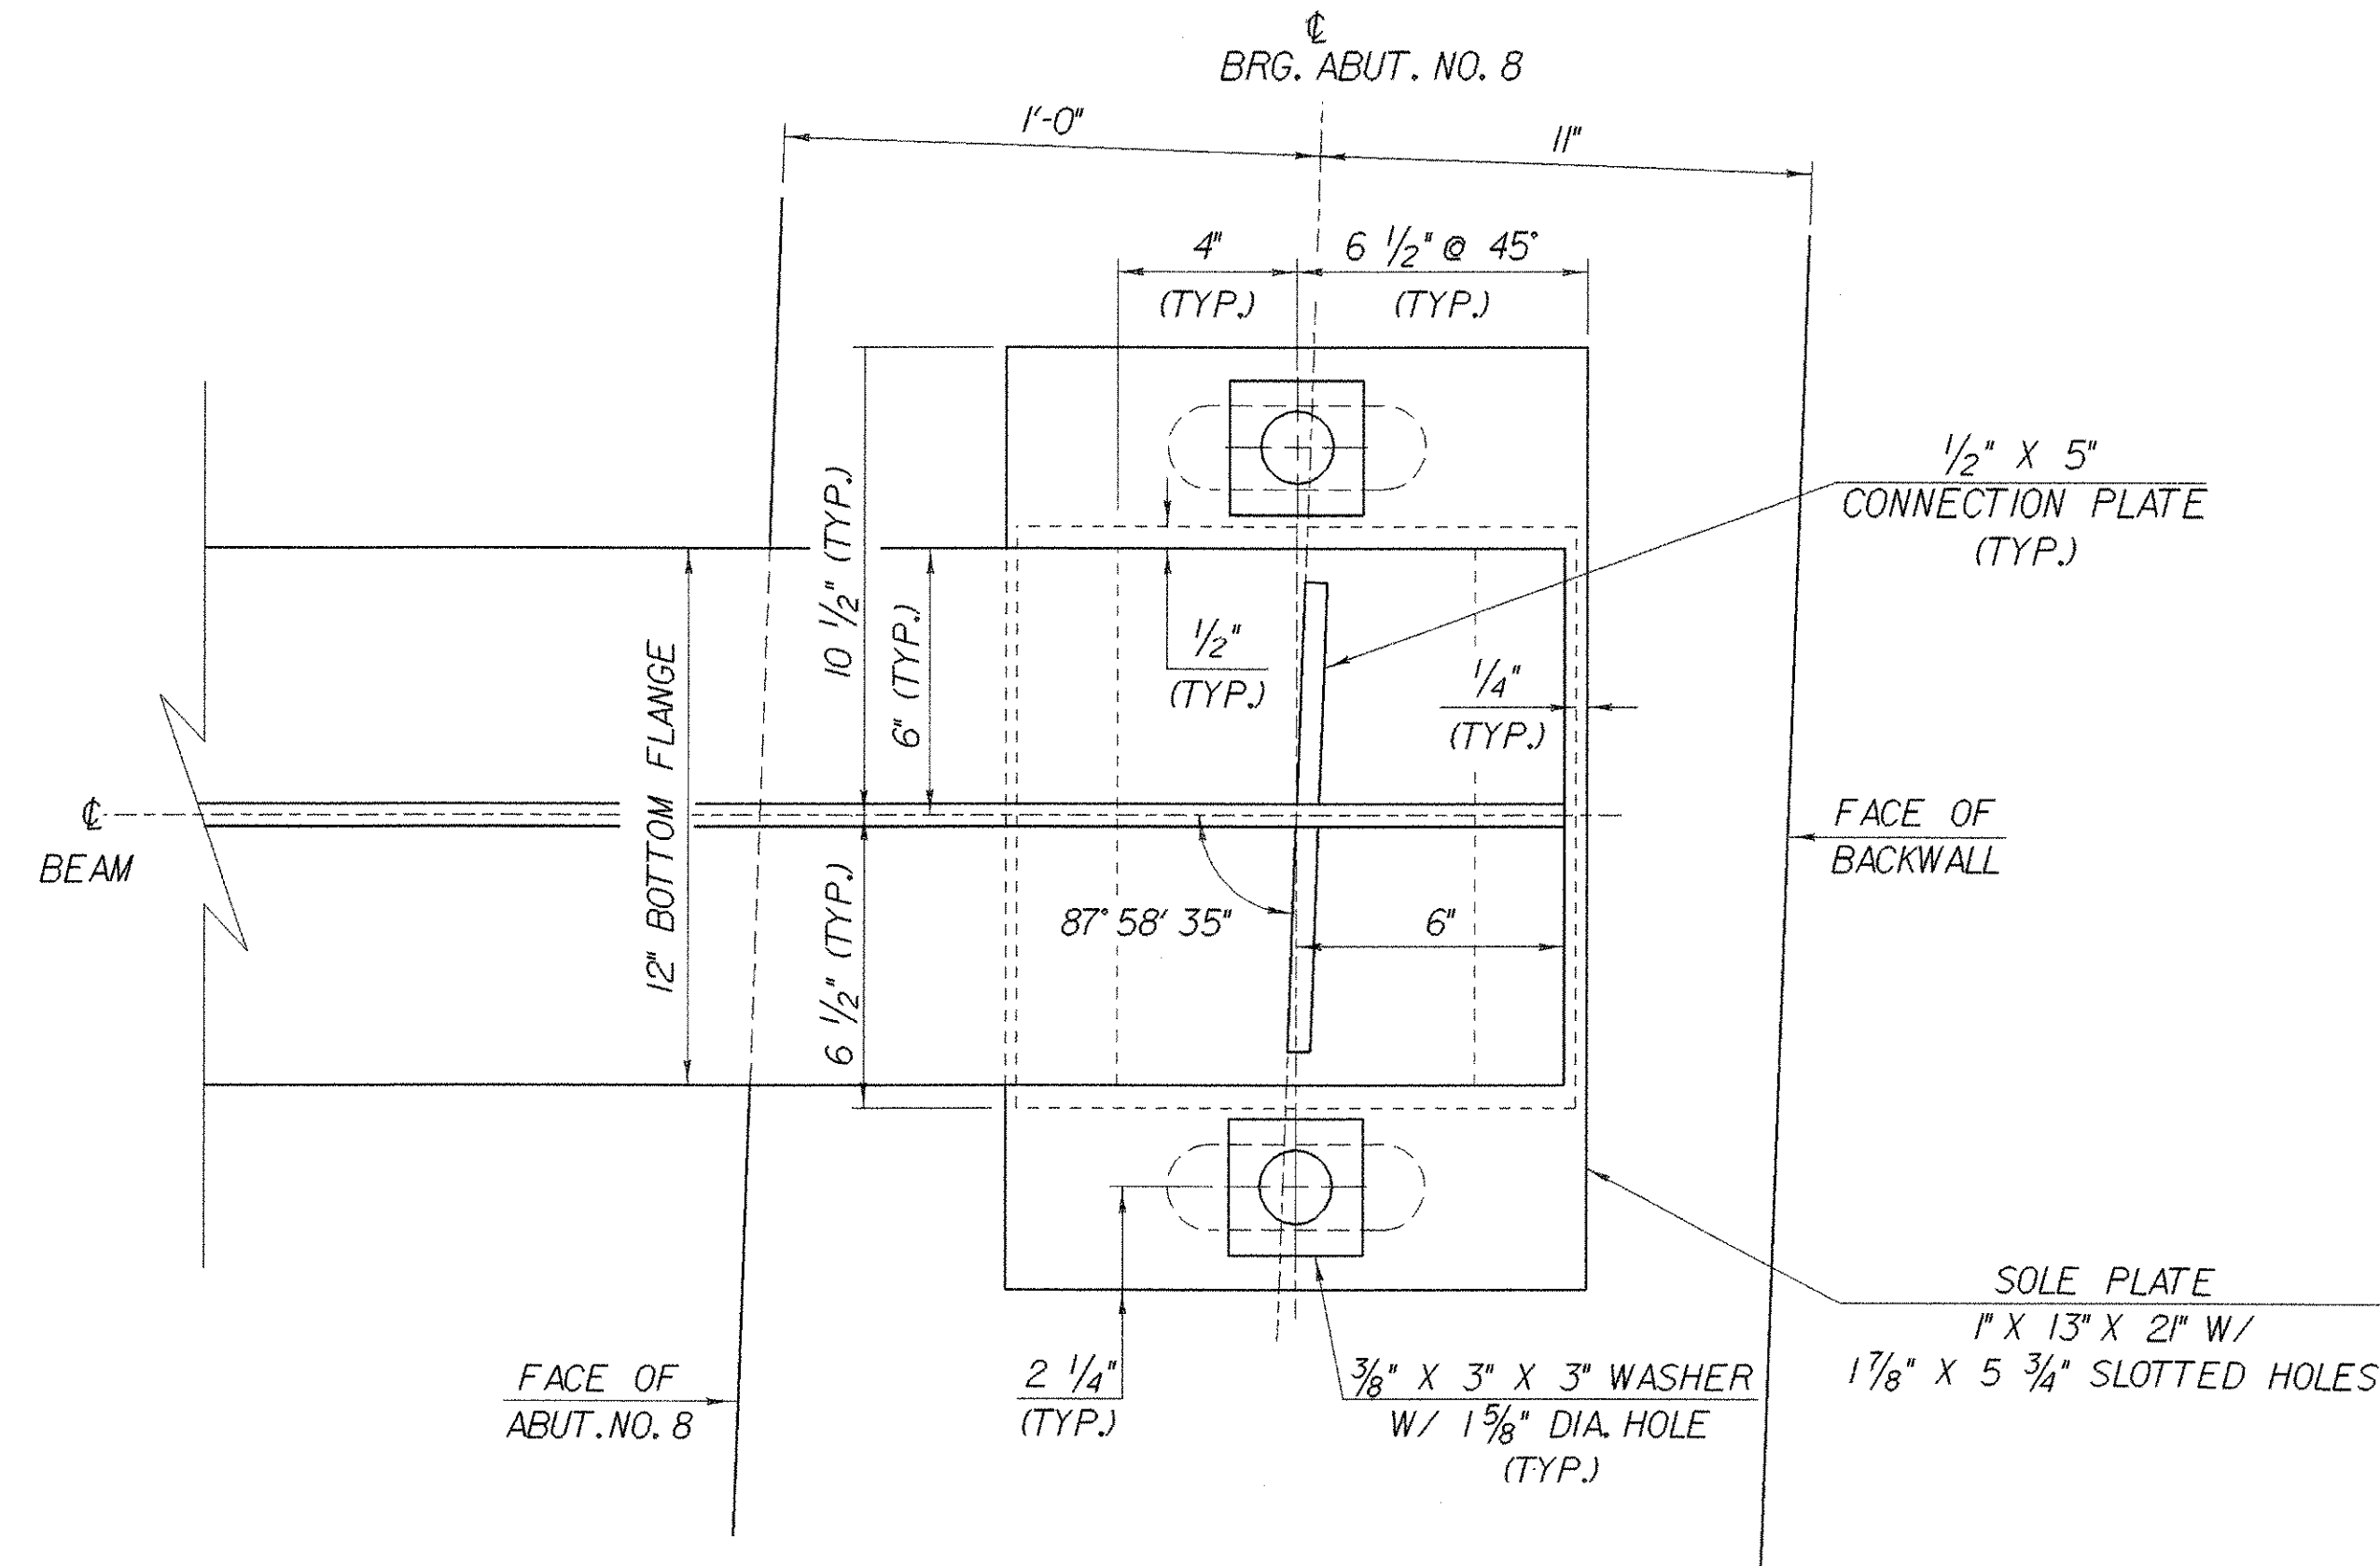 ℄
BRG. ABUT. NO. 8
1'-0"
11"
4"
(TYP.)
6 1/2" @ 45°
(TYP.)
1/2" X 5"
CONNECTION PLATE
(TYP.)
10 1/2" (TYP.)
6" (TYP.)
1/2"
(TYP.)
1/4"
(TYP.)
12" BOTTOM FLANGE
℄
BEAM
FACE OF
BACKWALL
87° 58' 35"
6"
6 1/2" (TYP.)
SOLE PLATE
1" X 13" X 21" W/
1 7/8" X 5 3/4" SLOTTED HOLES
FACE OF
ABUT. NO. 8
2 1/4"
(TYP.)
3/8" X 3" X 3" WASHER
W/ 1 5/8" DIA. HOLE
(TYP.)